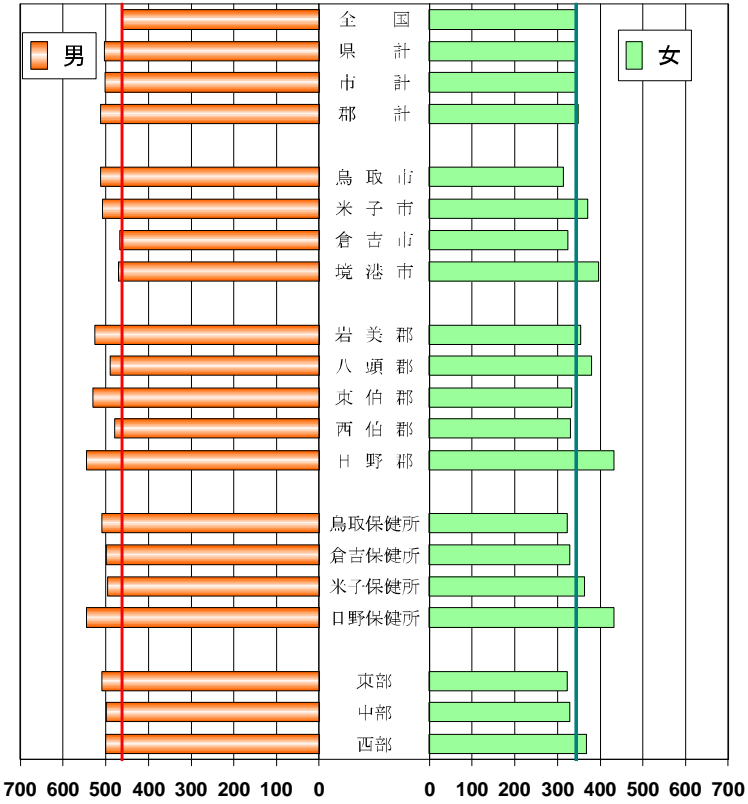 全 国
男
県 計
女
市 計
郡 計
鳥 取 市
米 子 市
倉 吉 市
境 港 市
岩 美 郡
八 頭 郡
東 伯 郡
西 伯 郡
日 野 郡
鳥取保健所
倉吉保健所
米子保健所
日野保健所
東部
中部
西部
700 600 500 400 300 200 100 0 0 100 200 300 400 500 600 700